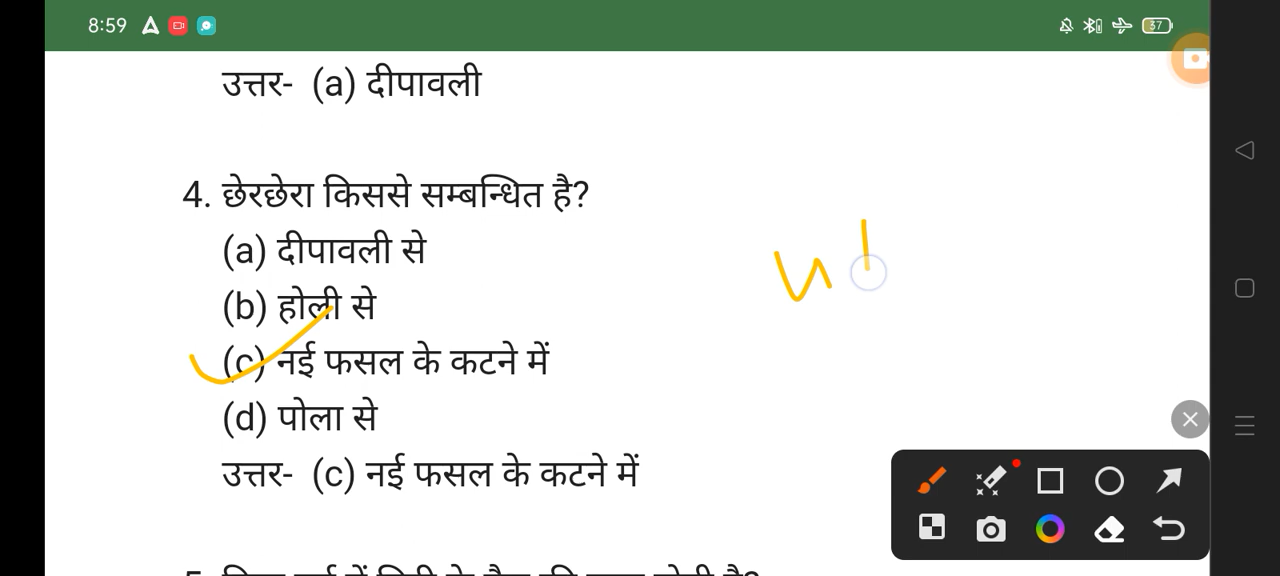 8:59
37
उत्तर- (a) दीपावली
4. छेरछेरा किससे सम्बन्धित है?
(a) दीपावली से
(b) होली से
(c) नई फसल के कटने में
(d) पोला से
उत्तर- (c) नई फसल के कटने में